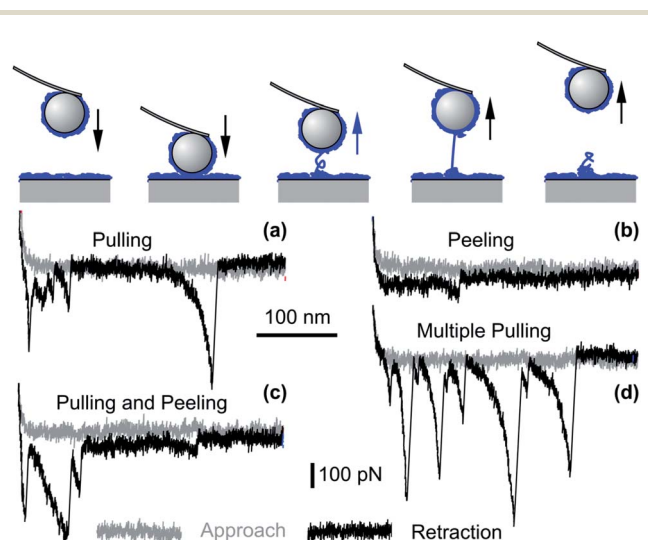 (a)
Pulling
(b)
Peeling
100 nm
Multiple Pulling
(c)
(d)
Pulling and Peeling
100 pN
Approach
Retraction